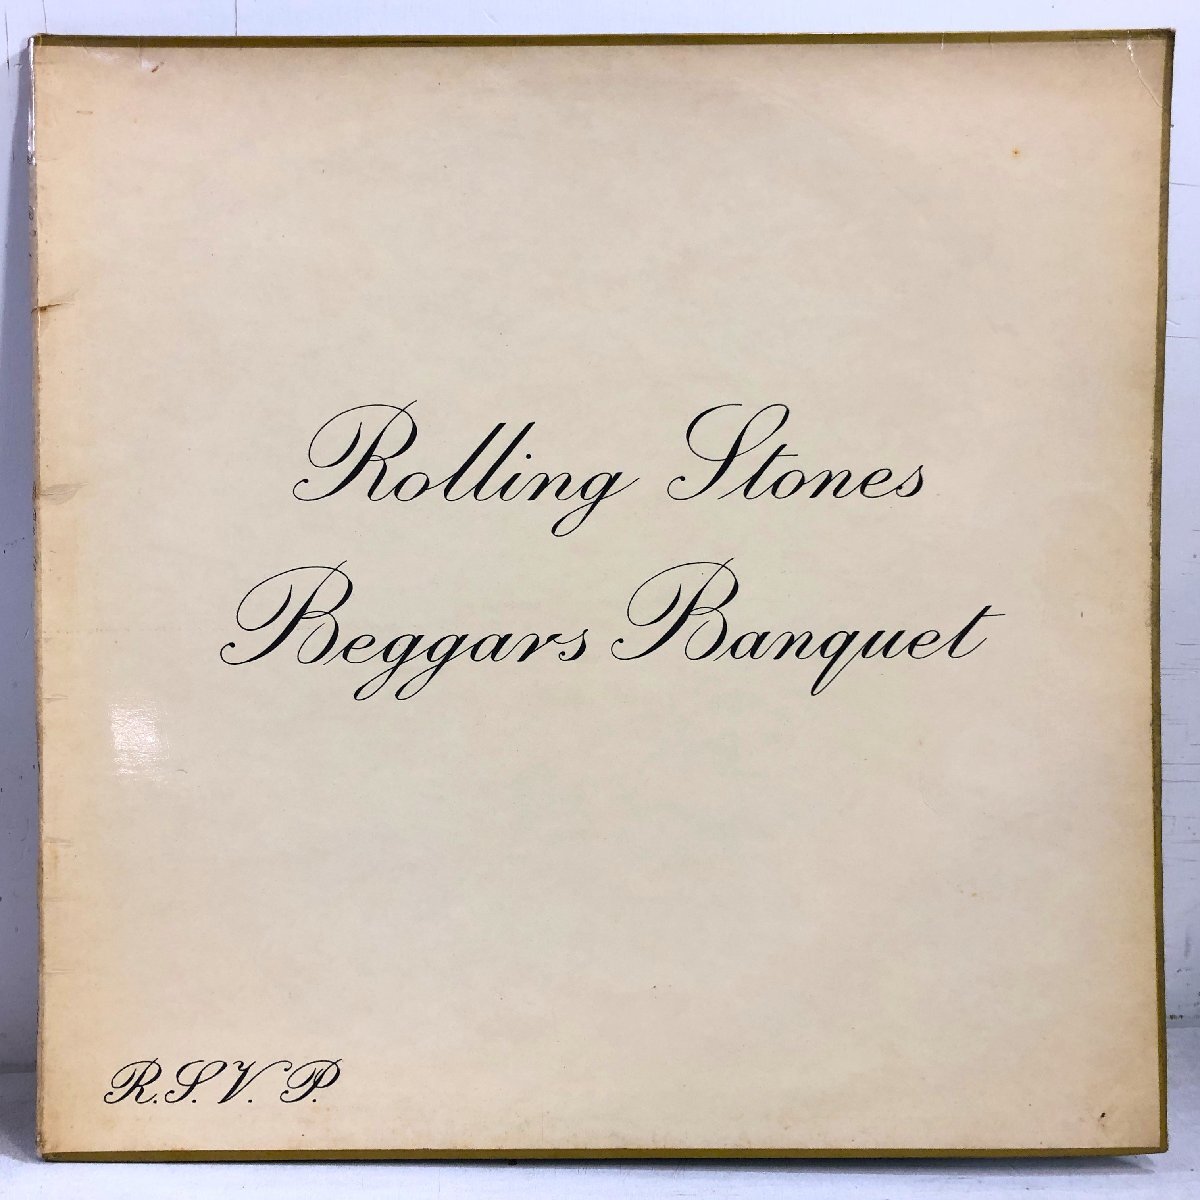 Rolling Stones
Beggars Banquet
R.S.V.P.